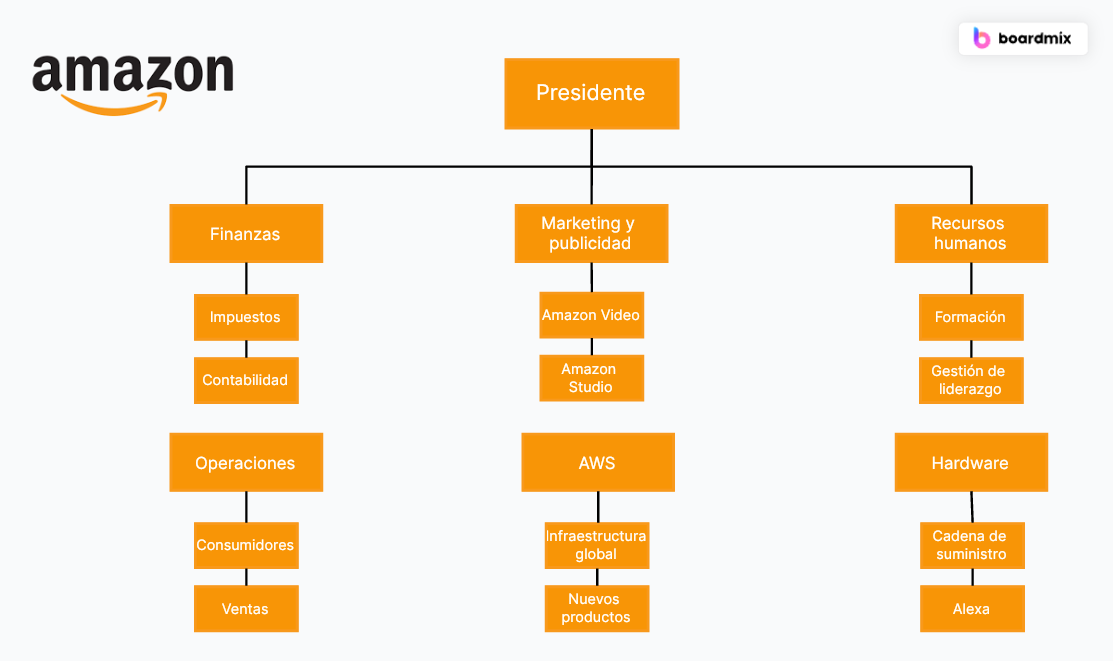 amazon
boardmix
Presidente
Finanzas
Marketing y
publicidad
Recursos
humanos
Impuestos
Amazon Video
Formación
Contabilidad
Amazon
Studio
Gestión de
liderazgo
Operaciones
AWS
Hardware
Consumidores
Infraestructura
global
Cadena de
suministro
Ventas
Nuevos
productos
Alexa